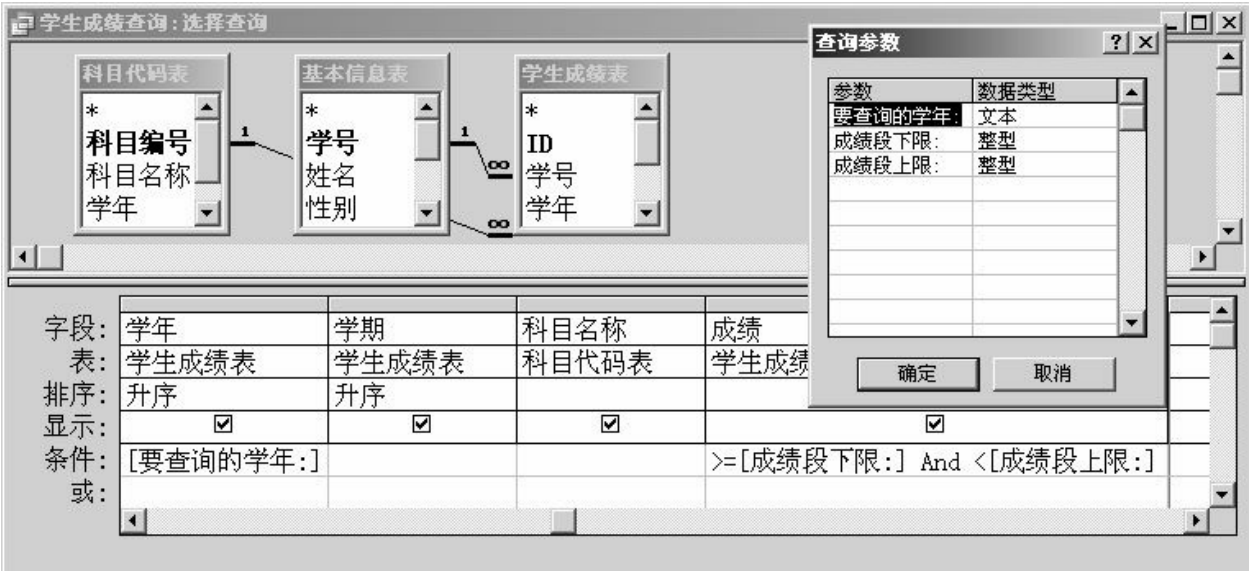 学生成绩查询:选择查询
科目代码表
*
科目编号
科目名称
学年
基本信息表
*
学号
姓名
性别
学生成绩表
*
ID
学号
学年
1
1
∞
∞
查询参数
参数 数据类型
要查询的学年: 文本
成绩段下限: 整型
成绩段上限: 整型
确定 取消
字段: 学年 学期 科目名称 成绩
表: 学生成绩表 学生成绩表 科目代码表 学生成绩
排序: 升序 升序
显示:
条件: [要查询的学年:] >=[成绩段下限:] And <[成绩段上限:]
或: